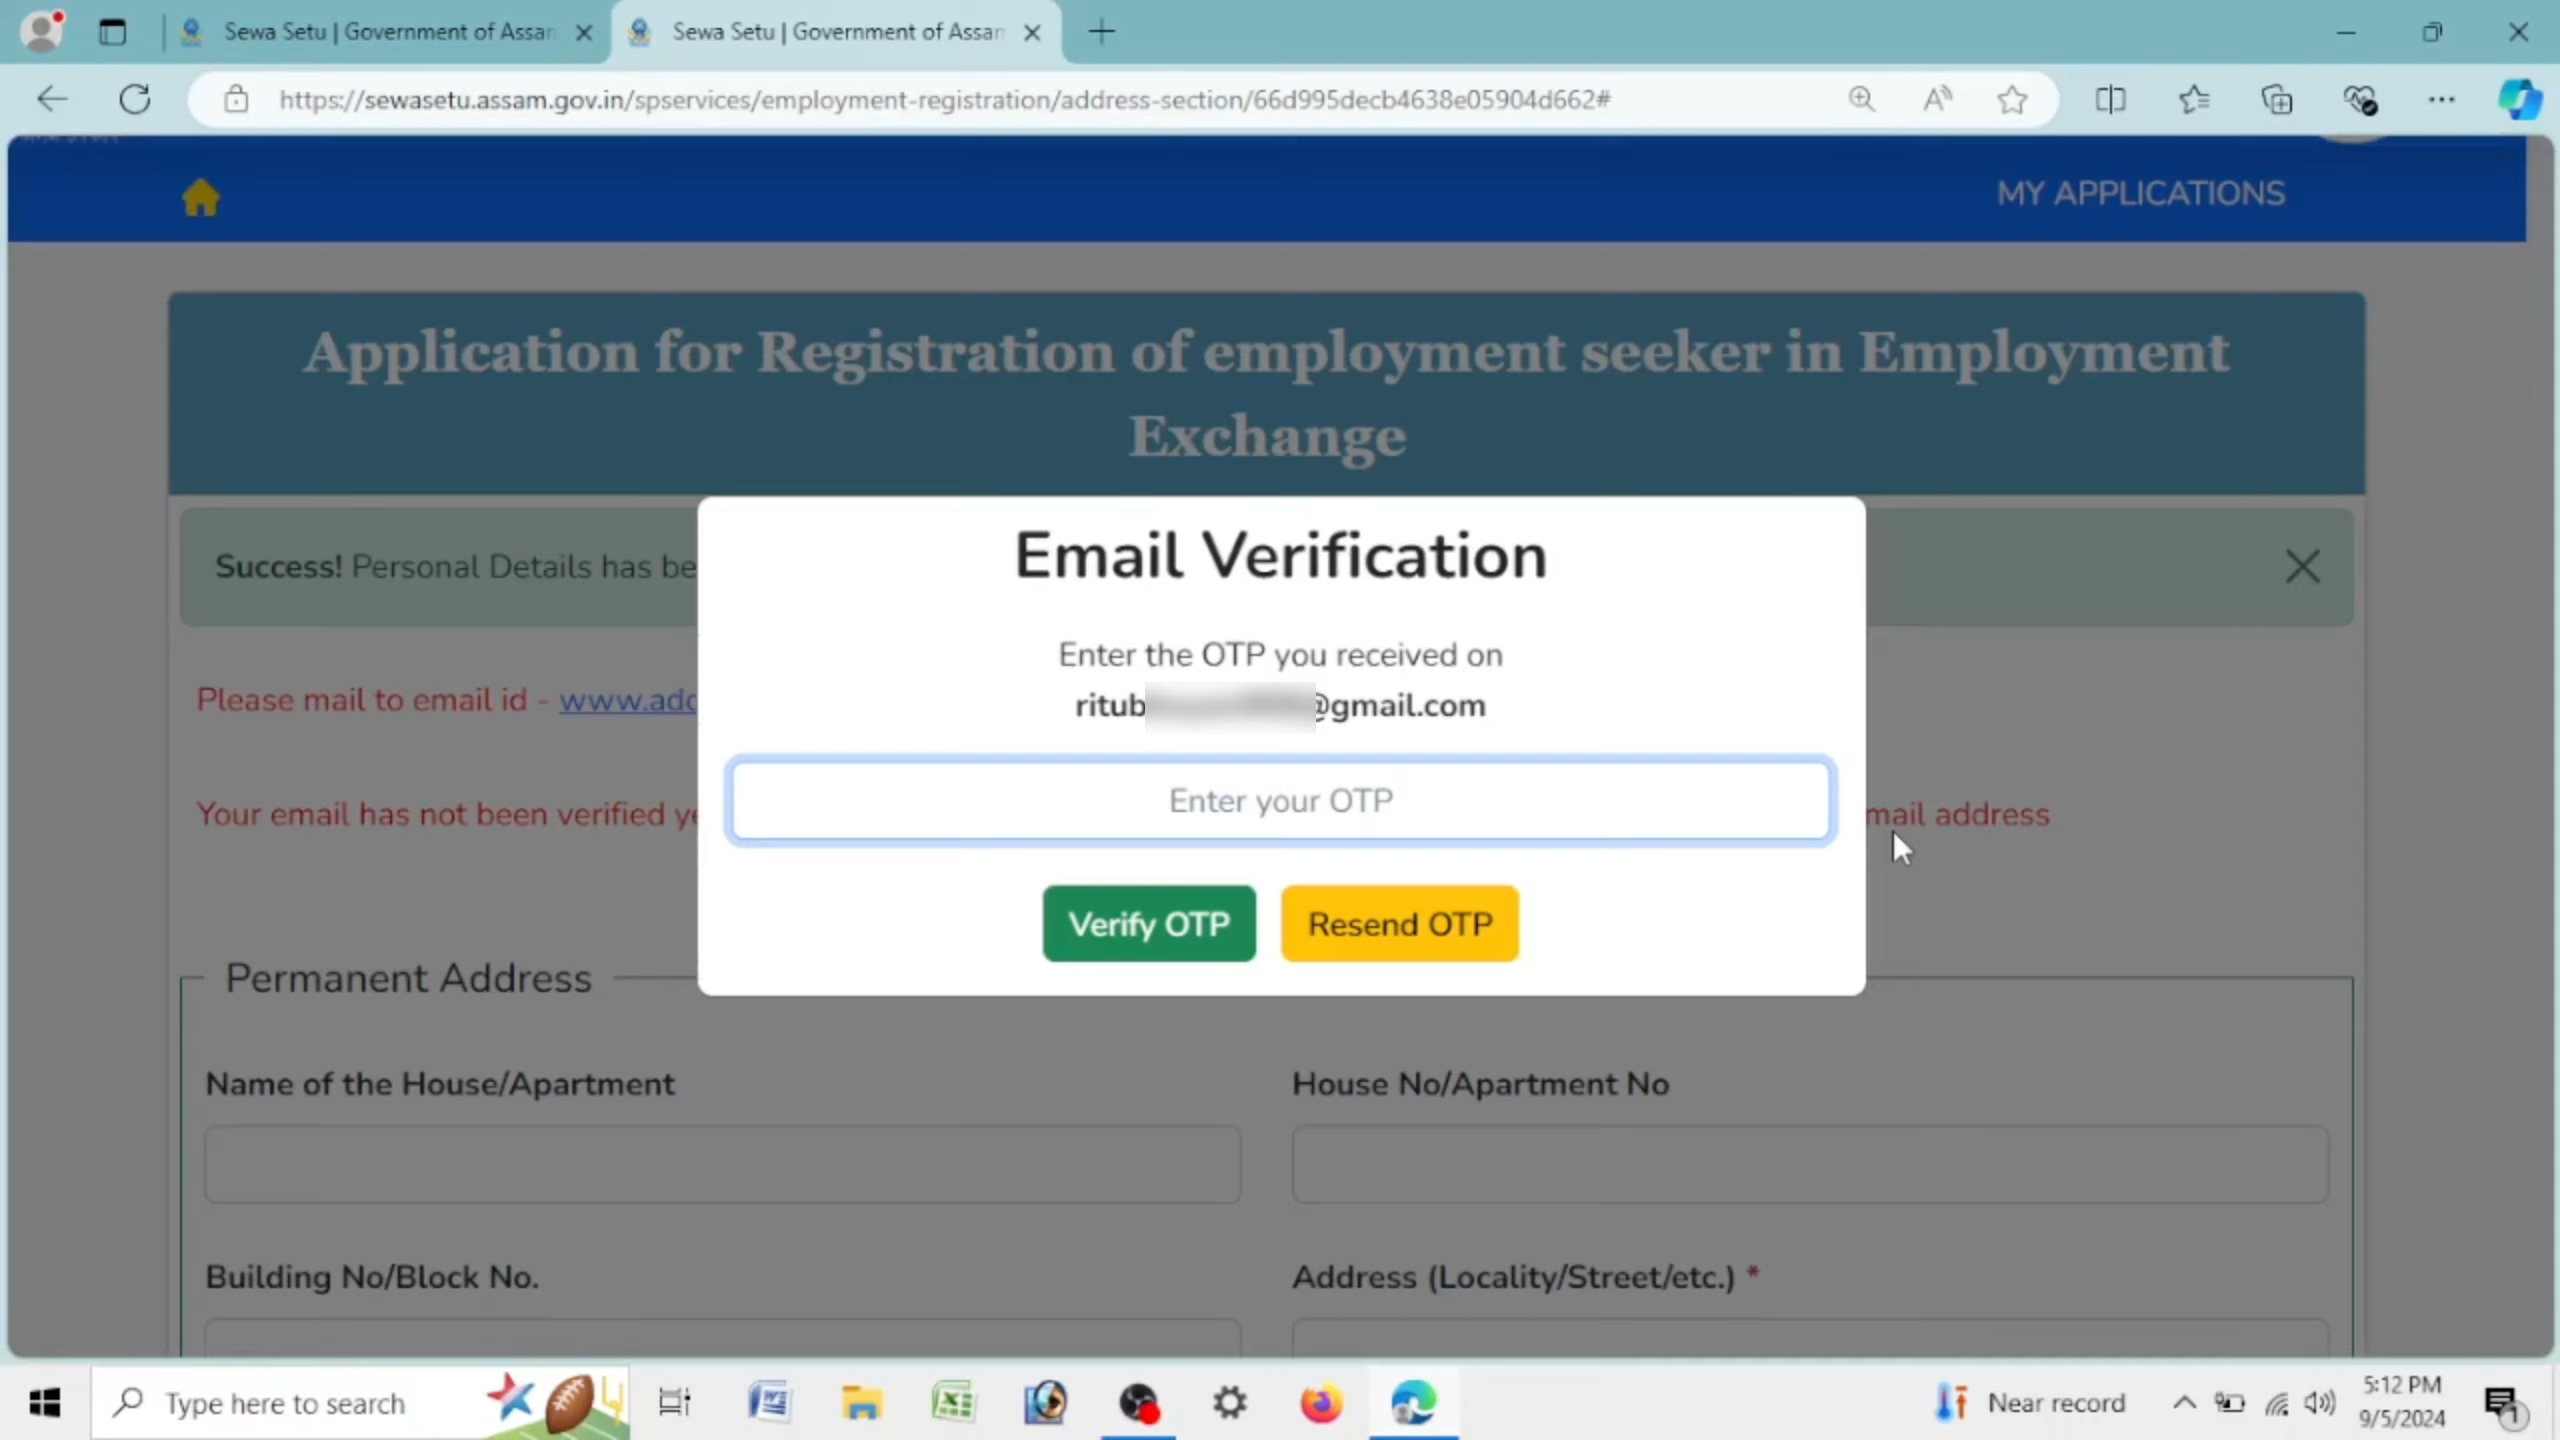 Sewa Setu | Government of Assam
Sewa Setu | Government of Assam
https://sewasetu.assam.gov.in/spservices/employment-registration/address-section/66d995decb4638e05904d662#
MY APPLICATIONS
Application for Registration of employment seeker in Employment
Exchange
Success! Personal Details has be
Email Verification
Enter the OTP you received on
ritub @gmail.com
Please mail to email id - www.add
Enter your OTP
Your email has not been verified ye
mail address
Verify OTP
Resend OTP
Permanent Address
Name of the House/Apartment
House No/Apartment No
Building No/Block No.
Address (Locality/Street/etc.) *
Type here to search
Near record
5:12 PM
9/5/2024
1